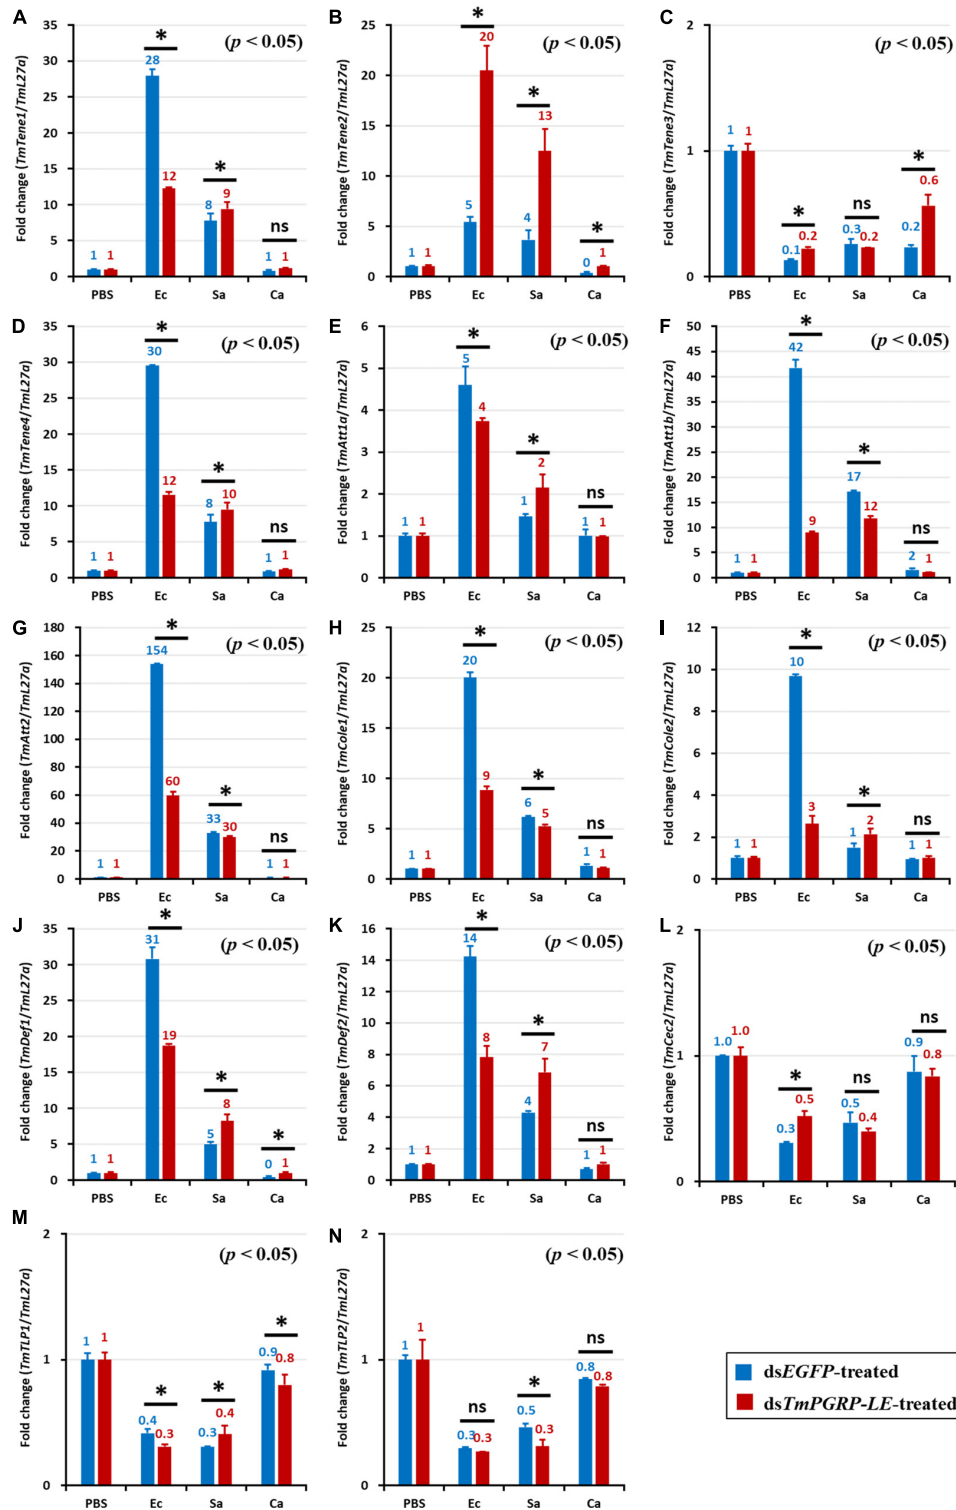 A
Fold change (TmTene1/TmL27a)
35
30
25
20
15
10
5
0
(p < 0.05)
*
28
12
*
8
9
ns
1 1
1 1
PBS Ec Sa Ca
B
Fold change (TmTene2/TmL27a)
25
20
15
10
5
0
(p < 0.05)
*
20
5
*
13
4
*
0 1
1 1
PBS Ec Sa Ca
C
Fold change (TmTene3/TmL27a)
2
1
0
(p < 0.05)
1 1
*
0.1 0.2
ns
0.3 0.2
*
0.2 0.6
PBS Ec Sa Ca
D
Fold change (TmTene4/TmL27a)
35
30
25
20
15
10
5
0
(p < 0.05)
*
30
12
*
8 10
ns
1 1
1 1
PBS Ec Sa Ca
E
Fold change (TmAtt1a/TmL27a)
6
5
4
3
2
1
0
(p < 0.05)
*
5
4
*
1 2
ns
1 1
1 1
PBS Ec Sa Ca
F
Fold change (TmAtt1b/TmL27a)
50
45
40
35
30
25
20
15
10
5
0
(p < 0.05)
*
42
9
*
17 12
ns
2 1
1 1
PBS Ec Sa Ca
G
Fold change (TmAtt2/TmL27a)
180
160
140
120
100
80
60
40
20
0
(p < 0.05)
*
154
60
*
33 30
ns
1 1
1 1
PBS Ec Sa Ca
H
Fold change (TmCole1/TmL27a)
25
20
15
10
5
0
(p < 0.05)
*
20
9
*
6 5
ns
1 1
1 1
PBS Ec Sa Ca
I
Fold change (TmCole2/TmL27a)
12
10
8
6
4
2
0
(p < 0.05)
*
10
3
*
1 2
ns
1 1
1 1
PBS Ec Sa Ca
J
Fold change (TmDef1/TmL27a)
35
30
25
20
15
10
5
0
(p < 0.05)
*
31
19
*
5 8
*
0 1
1 1
PBS Ec Sa Ca
K
Fold change (TmDef2/TmL27a)
16
14
12
10
8
6
4
2
0
(p < 0.05)
*
14
8
*
4 7
ns
1 1
1 1
PBS Ec Sa Ca
L
Fold change (TmCec2/TmL27a)
2
1
0
(p < 0.05)
1.0 1.0
*
0.3 0.5
ns
0.5 0.4
ns
0.9 0.8
PBS Ec Sa Ca
M
Fold change (TmTLP1/TmL27a)
2
1
0
(p < 0.05)
1 1
*
0.4 0.3
*
0.3 0.4
*
0.9 0.8
PBS Ec Sa Ca
N
Fold change (TmTLP2/TmL27a)
2
1
0
(p < 0.05)
1 1
ns
0.3 0.3
*
0.5 0.3
ns
0.8 0.8
PBS Ec Sa Ca
dsEGFP-treated
dsTmPGRP-LE-treated